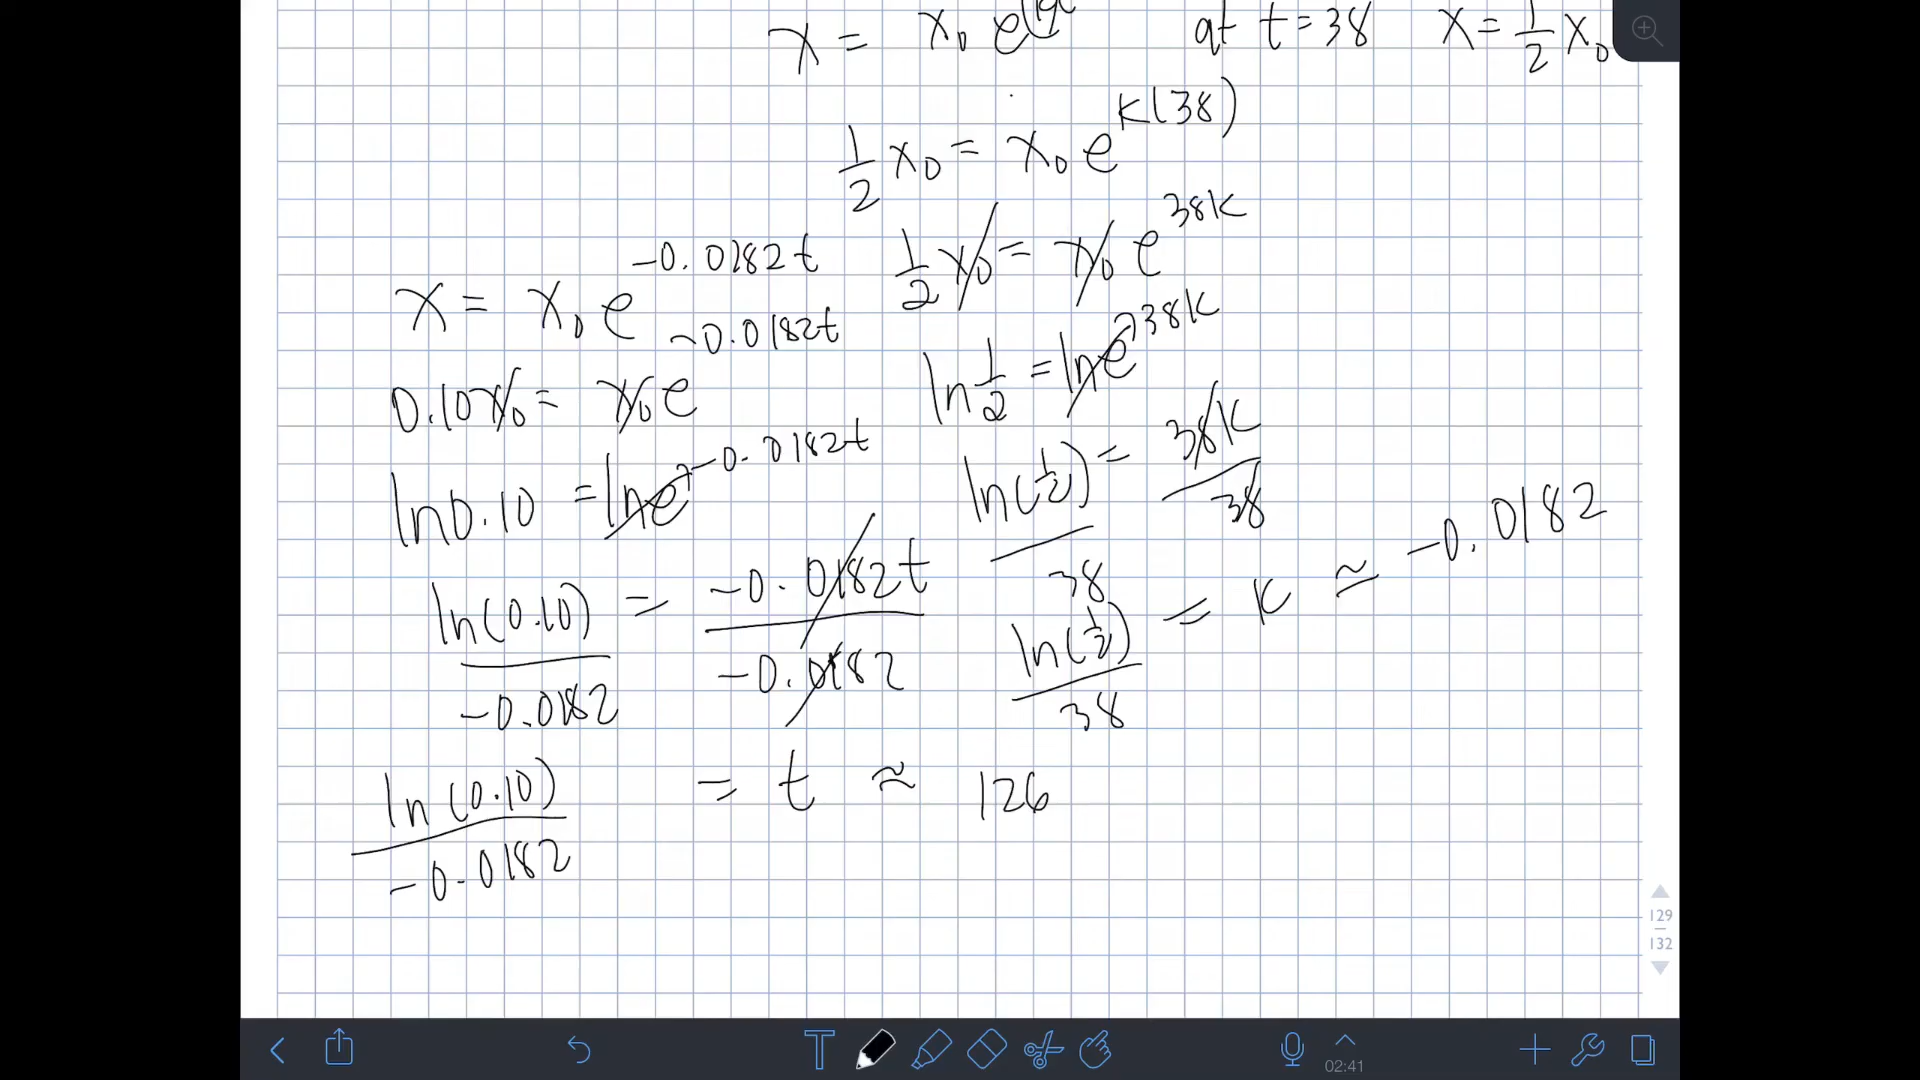 x = x₀ e    at t = 38    x = 1/2 x₀
1/2 x₀ = x₀ e^K(38)
1/2 x₀ = x₀ e^38K
x = x₀ e^-0.0182t
ln 1/2 = ln e^38K
0.10x₀ = x₀ e^-0.0182t
ln(1/2)/38 = 38K/38
ln 0.10 = ln e^-0.0182t
ln(1/2)/38 = K ≈ -0.0182
ln(0.10)/-0.0182 = -0.0182t/-0.0182
ln(0.10)/-0.0182 = t ≈ 126
129
132
T
02:41